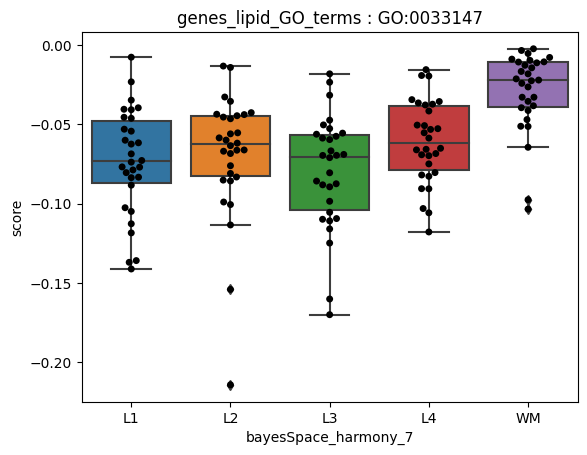 genes_lipid_GO_terms : GO:0033147
0.00
−0.05
−0.10
−0.15
−0.20
score
L1 L2 L3 L4 WM
bayesSpace_harmony_7